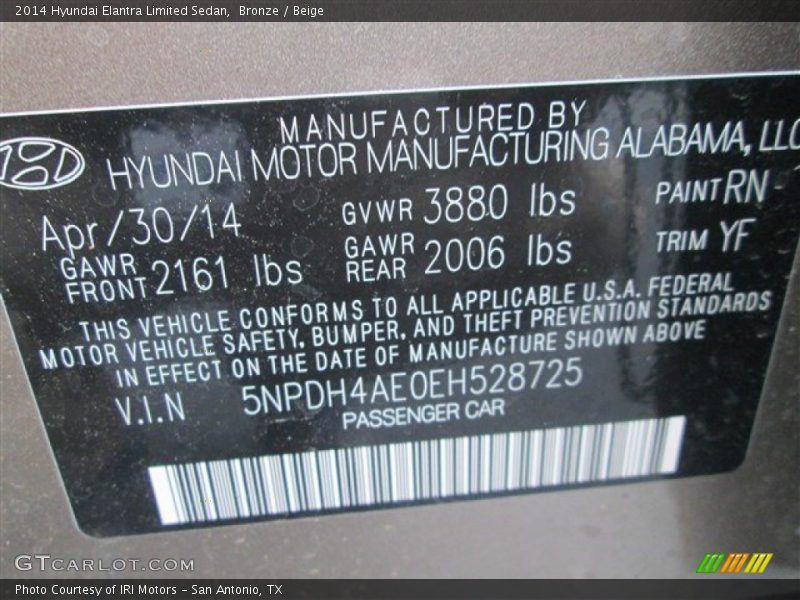 2014 Hyundai Elantra Limited Sedan, Bronze / Beige
MANUFACTURED BY
HYUNDAI MOTOR MANUFACTURING ALABAMA, LLC
Apr/30/14 GVWR 3880 lbs PAINT RN
GAWR FRONT 2161 lbs GAWR REAR 2006 lbs TRIM YF
THIS VEHICLE CONFORMS TO ALL APPLICABLE U.S.A. FEDERAL
MOTOR VEHICLE SAFETY, BUMPER, AND THEFT PREVENTION STANDARDS
IN EFFECT ON THE DATE OF MANUFACTURE SHOWN ABOVE
V.I.N 5NPDH4AE0EH528725
PASSENGER CAR
GTCARLOT.COM
Photo Courtesy of IRI Motors – San Antonio, TX